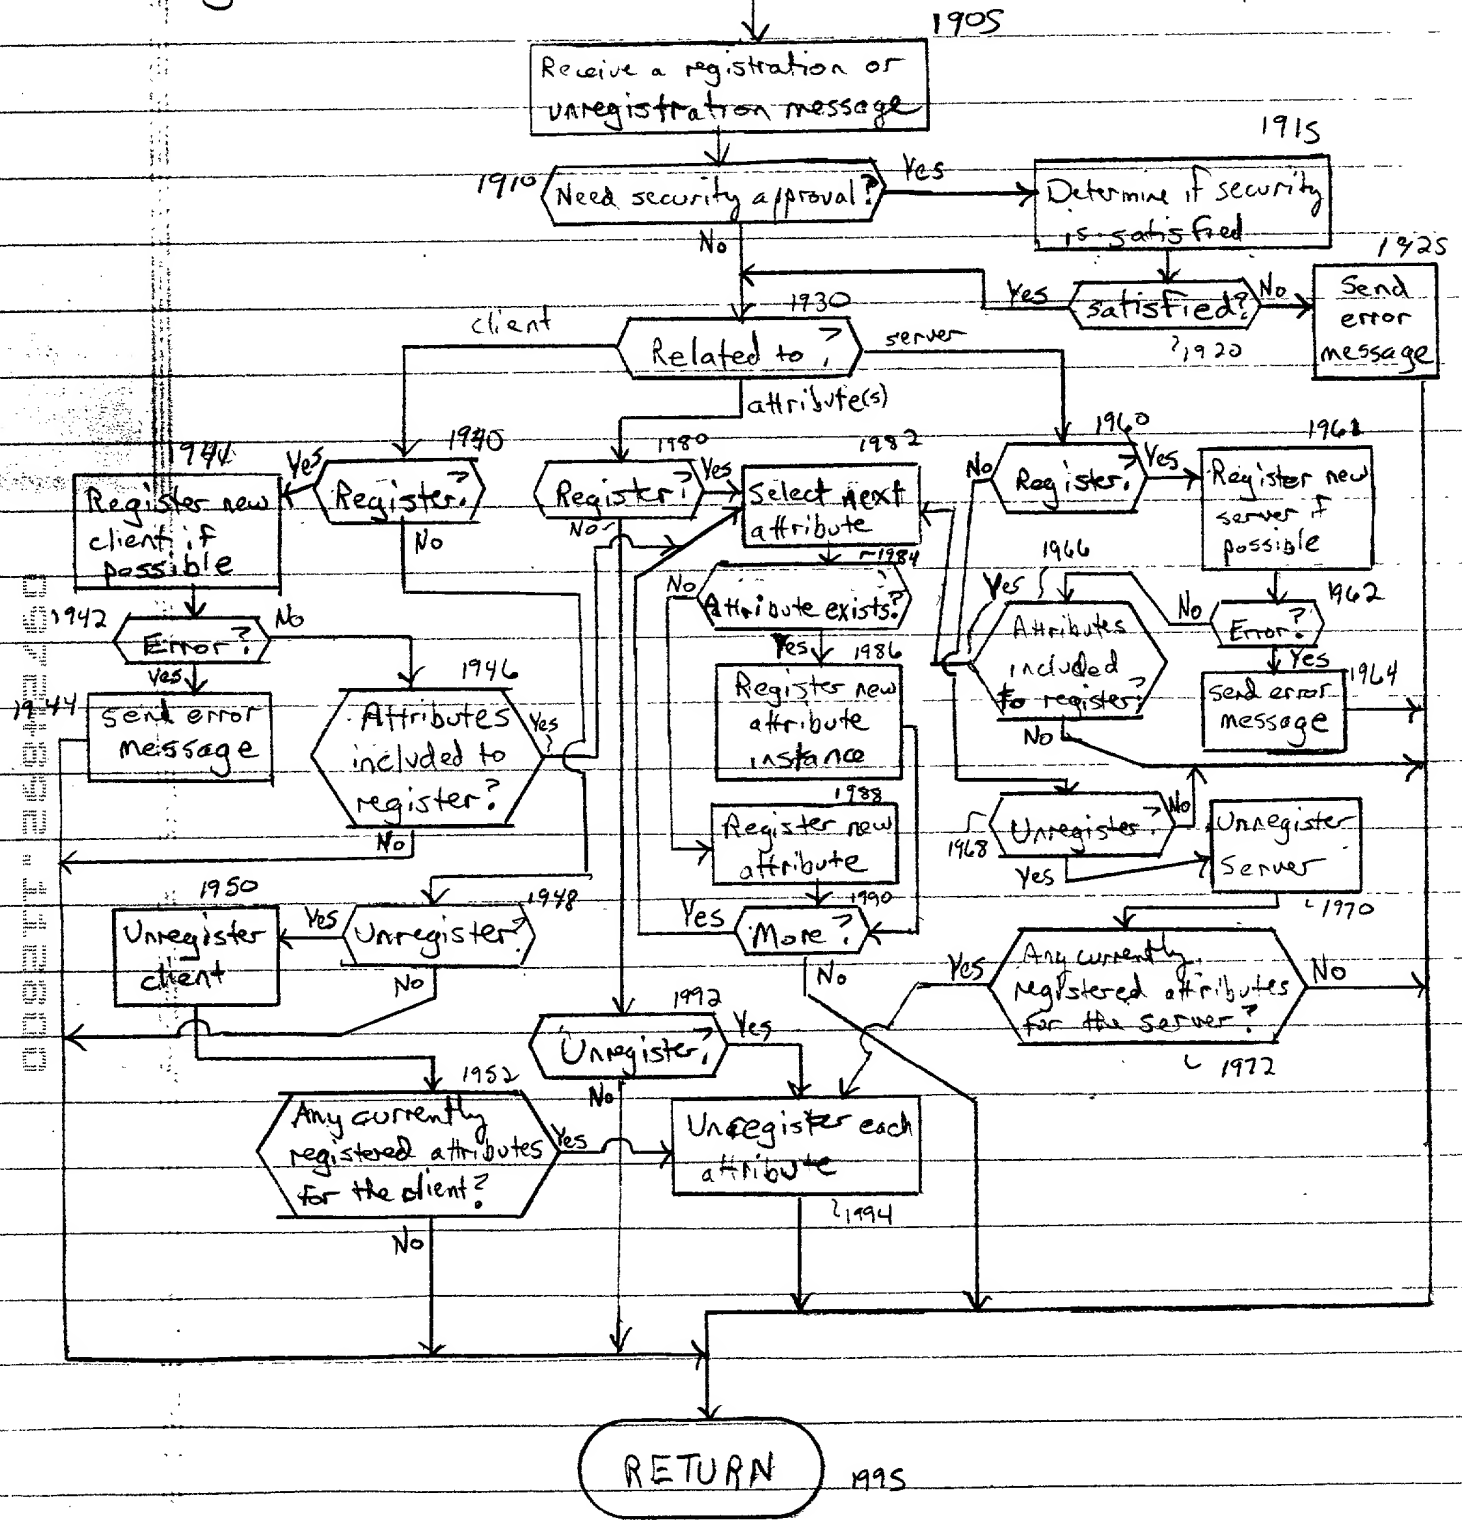 1905
Receive a registration or
unregistration message
1910
Need security approval?
Yes
No
1915
Determine if security
is satisfied
satisfied?
Yes
No
1920
1925
Send
error
message
1930
Related to?
client
attribute(s)
server
1940
Register?
Yes
No
Register new
client if
possible
1942
Error?
No
Yes
1944
send error
message
1946
Attributes
included to
register?
Yes
No
1948
Unregister?
Yes
No
1950
Unregister
client
1952
Any currently
registered attributes
for the client?
Yes
No
1980
Register?
Yes
No
1982
Select next
attribute
1984
Attribute exists?
No
Yes
1986
Register new
attribute
instance
1988
Register new
attribute
1990
More?
Yes
No
1992
Unregister?
Yes
No
Unregister each
attribute
1994
1960
Register?
No
Yes
1961
Register new
server if
possible
1962
Error?
No
Yes
1964
send error
message
1966
Attributes
included
to register?
Yes
No
1968
Unregister?
No
Yes
Unregister
server
1970
Any currently
registered attributes
for the server?
Yes
No
1972
RETURN
1995